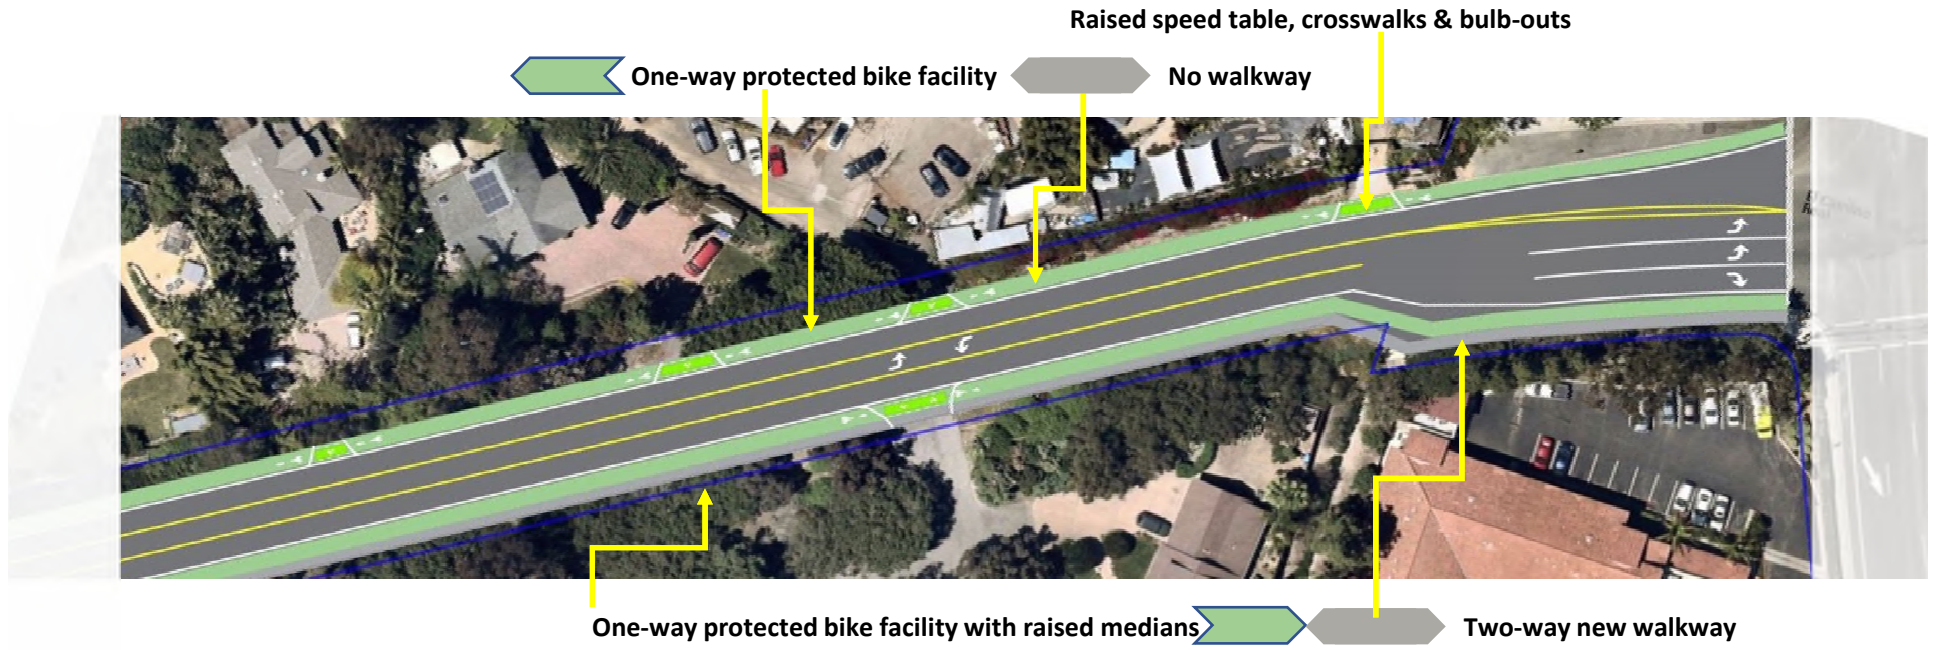 Raised speed table, crosswalks & bulb-outs
One-way protected bike facility
No walkway
One-way protected bike facility with raised medians
Two-way new walkway